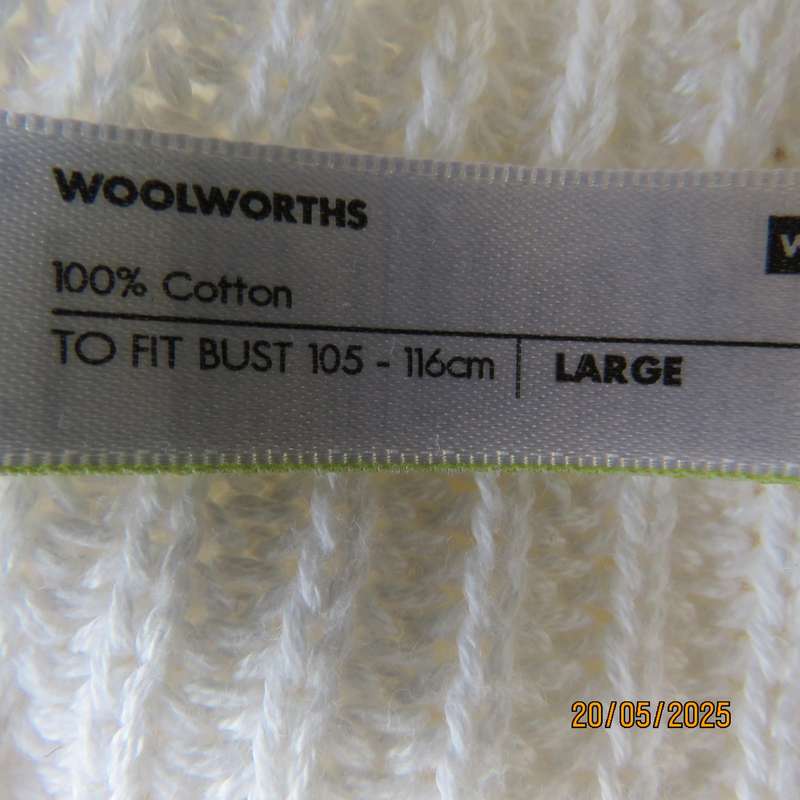 WOOLWORTHS
W
100% Cotton
TO FIT BUST 105 - 116cm | LARGE
20/05/2025